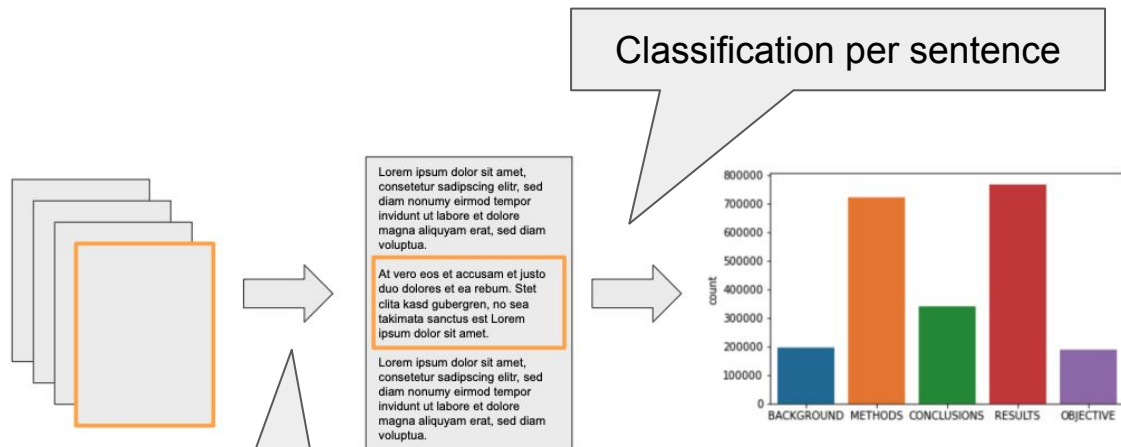 Classification per sentence
Lorem ipsum dolor sit amet,
consetetur sadipscing elitr, sed
diam nonumy eirmod tempor
invidunt ut labore et dolore
magna aliquyam erat, sed diam
voluptua.
At vero eos et accusam et justo
duo dolores et ea rebum. Stet
clita kasd gubergren, no sea
takimata sanctus est Lorem
ipsum dolor sit amet.
Lorem ipsum dolor sit amet,
consetetur sadipscing elitr, sed
diam nonumy eirmod tempor
invidunt ut labore et dolore
magna aliquyam erat, sed diam
voluptua.
800000
700000
600000
500000
400000
300000
200000
100000
0
count
BACKGROUND METHODS CONCLUSIONS RESULTS OBJECTIVE